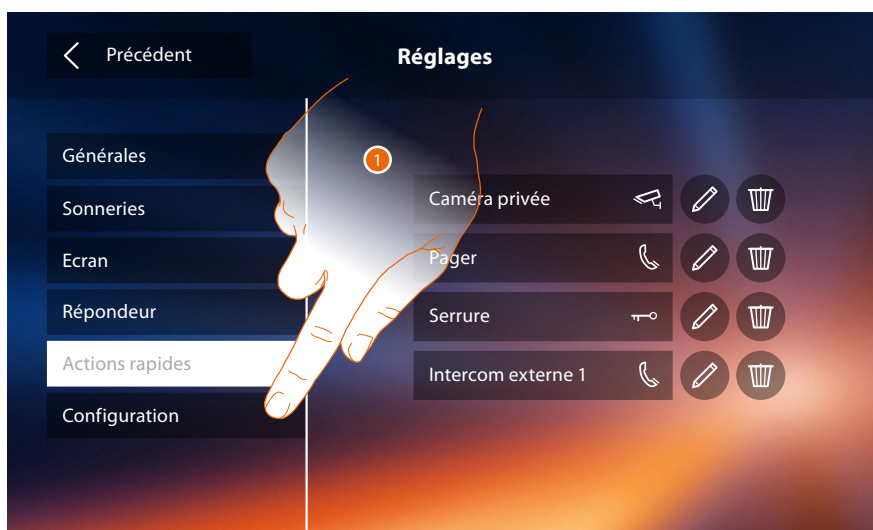 Précédent
Réglages
Générales
Sonneries
Ecran
Répondeur
Actions rapides
Configuration
1
Caméra privée
Pager
Serrure
Intercom externe 1